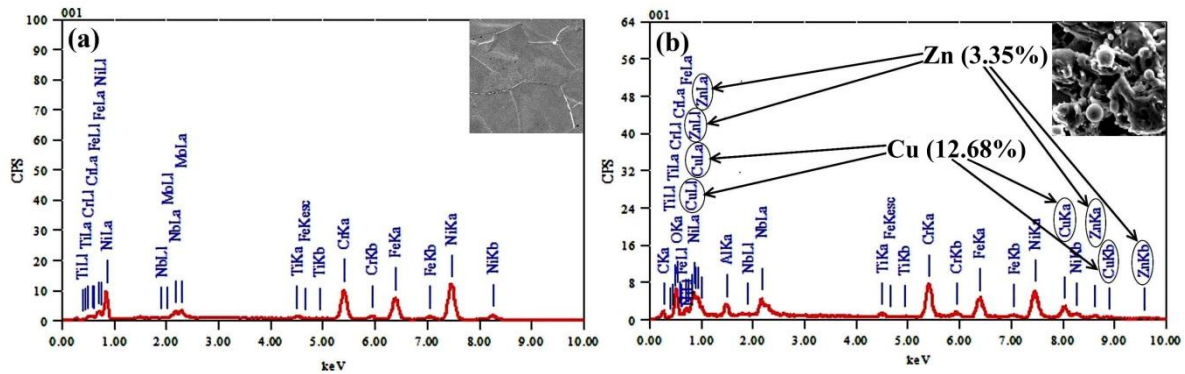 001
(a)
100
90
80
70
60
50
40
30
20
10
0
CPS
TiLl
TiLa
CrLl
CrLa
FeLl
FeLa
NiLl
NiLa
NbLl
MoLl
NbLa
MoLa
TiKa
FeKesc
TiKb
CrKa
CrKb
FeKa
FeKb
NiKa
NiKb
0.00 1.00 2.00 3.00 4.00 5.00 6.00 7.00 8.00 9.00 10.00
keV
001
(b)
64
56
48
40
32
24
16
8
0
CPS
Zn (3.35%)
Cu (12.68%)
CKa
TiLl
OKa
TiLa
CrLl
FeLl
CrLa
FeLa
NiLa
CuLl
CuLa
ZnLl
ZnLa
AlKa
NbLl
NbLa
TiKa
FeKesc
TiKb
CrKa
CrKb
FeKa
FeKb
NiKa
CuKa
NiKb
ZnKa
CuKb
ZnKb
0.00 1.00 2.00 3.00 4.00 5.00 6.00 7.00 8.00 9.00 10.00
keV